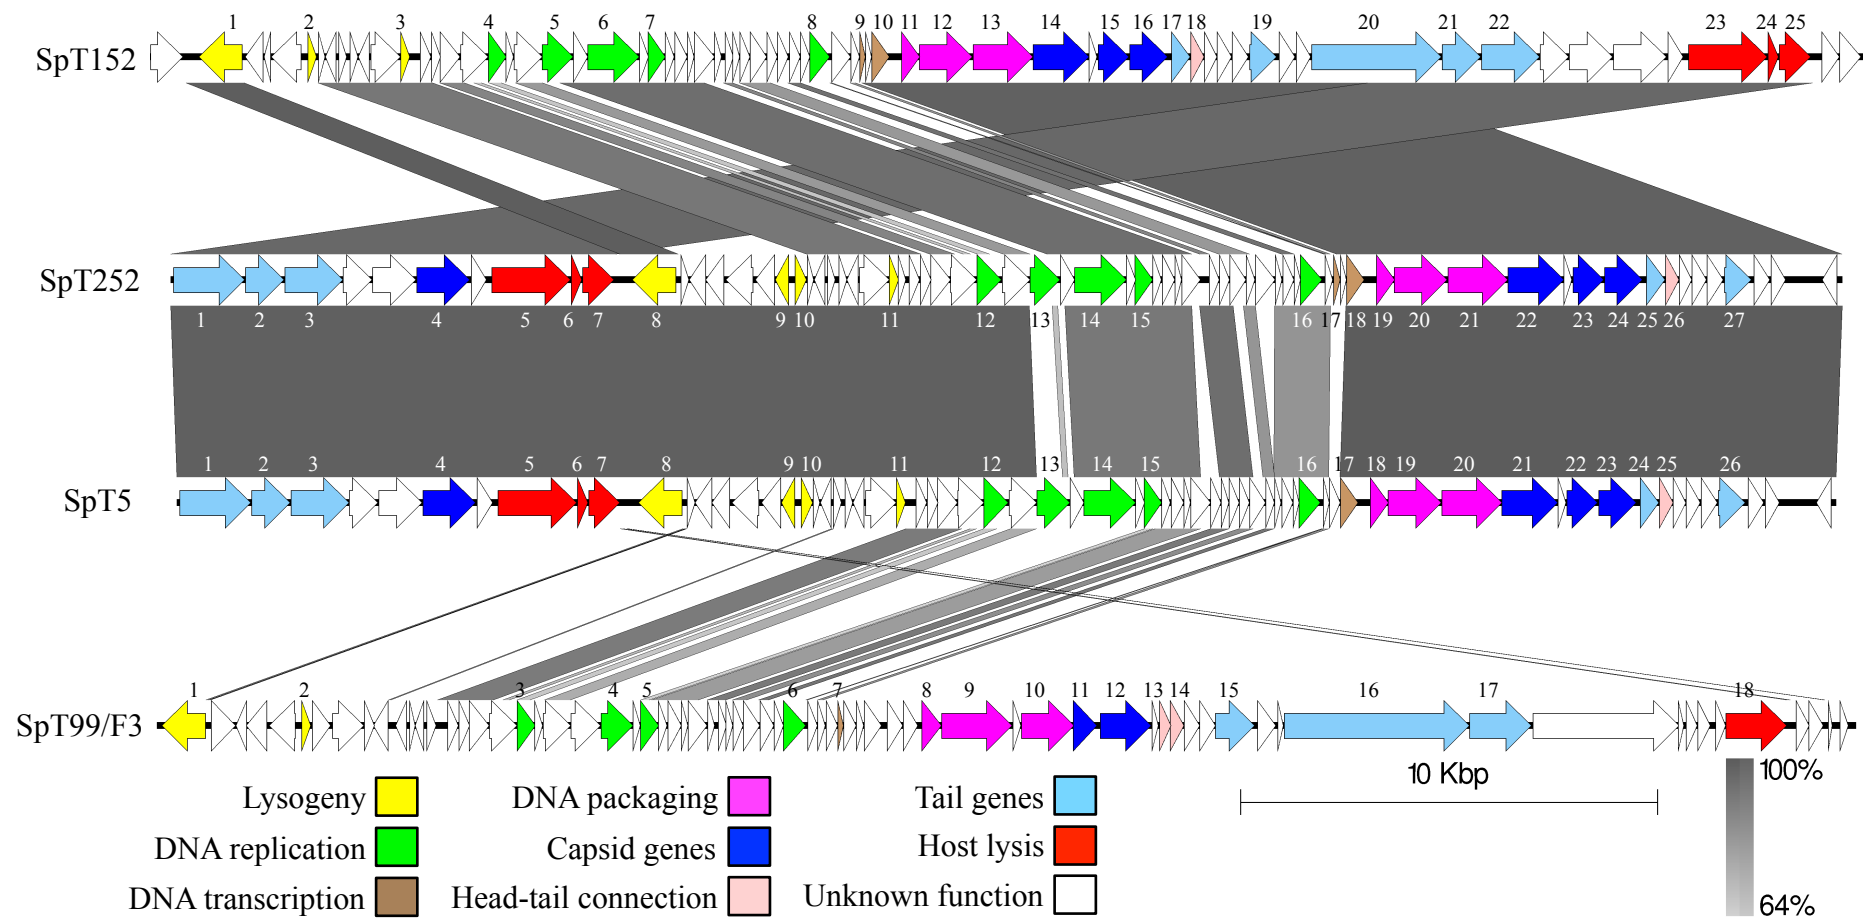 1 2 3 4 5 6 7 8 9 10 11 12 13 14 15 16 17 18 19 20 21 22 23 24 25
SpT152
SpT252
1 2 3 4 5 6 7 8 9 10 11 12 13 14 15 16 17 18 19 20 21 22 23 24 25 26 27
1 2 3 4 5 6 7 8 9 10 11 12 13 14 15 16 17 18 19 20 21 22 23 24 25 26
SpT5
1 2 3 4 5 6 7 8 9 10 11 12 13 14 15 16 17 18
SpT99/F3
10 Kbp
100%
Lysogeny DNA packaging Tail genes
DNA replication Capsid genes Host lysis
DNA transcription Head-tail connection Unknown function
64%